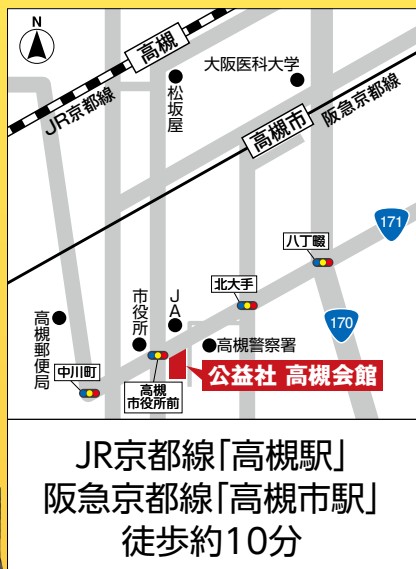 N
高槻
大阪医科大学
松坂屋
JR京都線
高槻市
阪急京都線
171
八丁畷
北大手
170
JA
市役所
高槻郵便局
高槻警察署
中川町
高槻
市役所前
公益社 高槻会館
JR京都線「高槻駅」
阪急京都線「高槻市駅」
徒歩約10分